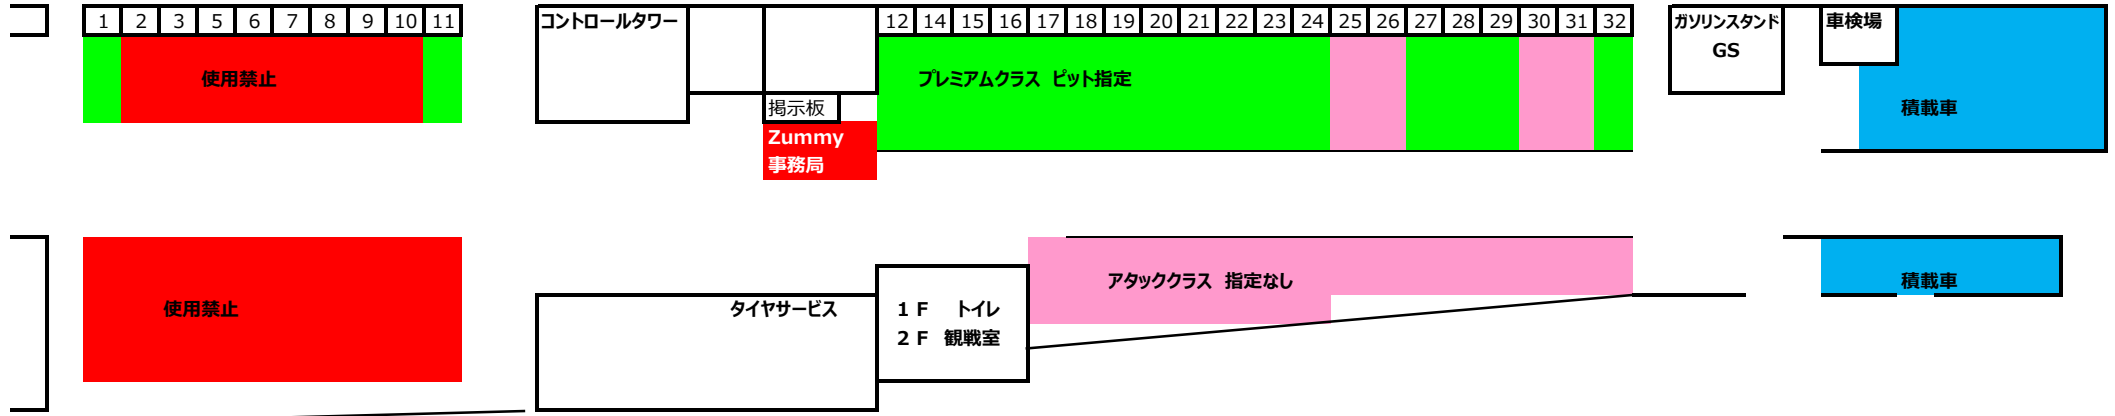 1 2 3 5 6 7 8 9 10 11
コントロールタワー
12 14 15 16 17 18 19 20 21 22 23 24 25 26 27 28 29 30 31 32
ガソリンスタンド
GS
車検場
使用禁止
プレミアムクラス ピット指定
掲示板
積載車
Zummy
事務局
使用禁止
タイヤサービス
1F トイレ
2F 観戦室
アタッククラス 指定なし
積載車